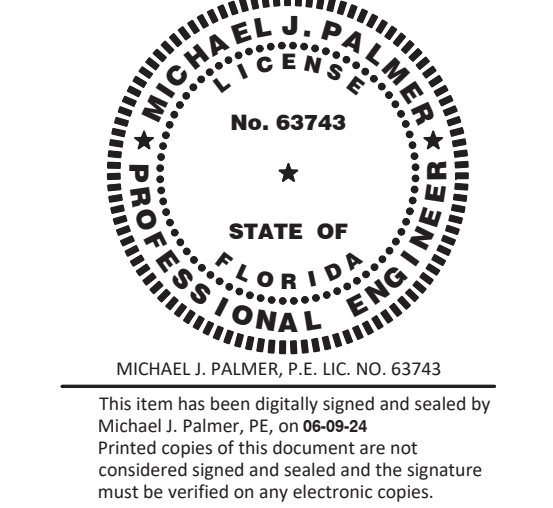 MICHAEL J. PALMER
LICENSE
No. 63743
STATE OF
FLORIDA
PROFESSIONAL ENGINEER
MICHAEL J. PALMER, P.E. LIC. NO. 63743
This item has been digitally signed and sealed by
Michael J. Palmer, PE, on 06-09-24
Printed copies of this document are not
considered signed and sealed and the signature
must be verified on any electronic copies.